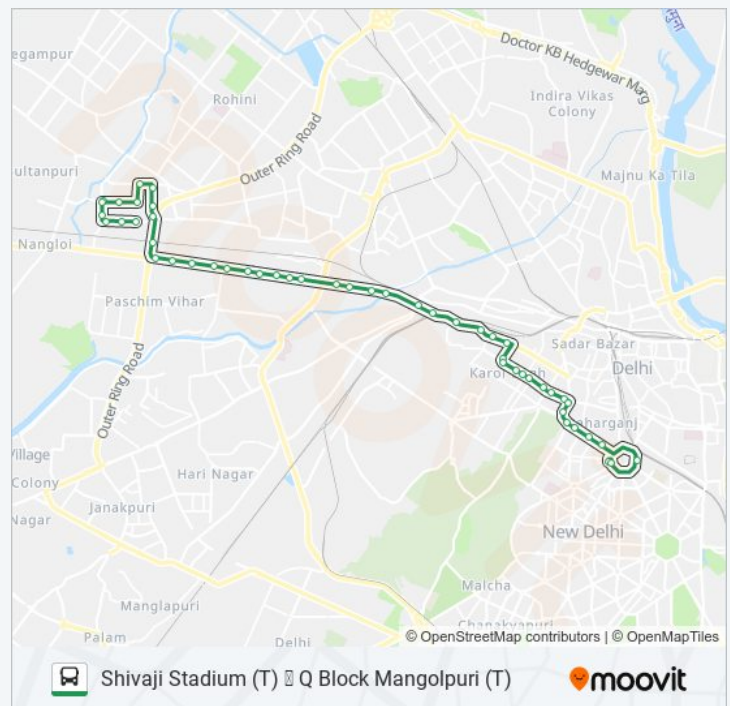 Doctor KB Hedgewar Marg
यमुना
egampur
Rohini
Indira Vikas
Colony
Outer Ring Road
Majnu Ka Tila
ultanpuri
Nangloi
Paschim Vihar
Sadar Bazar
Delhi
Karol Bagh
aharganj
Outer Ring Road
Village
Colony
Hari Nagar
Nagar
Janakpuri
New Delhi
Malcha
Manglapuri
Chanakyapuri
Palam
Delhi
© OpenStreetMap contributors | © OpenMapTiles
Shivaji Stadium (T) Q Block Mangolpuri (T)
moovit